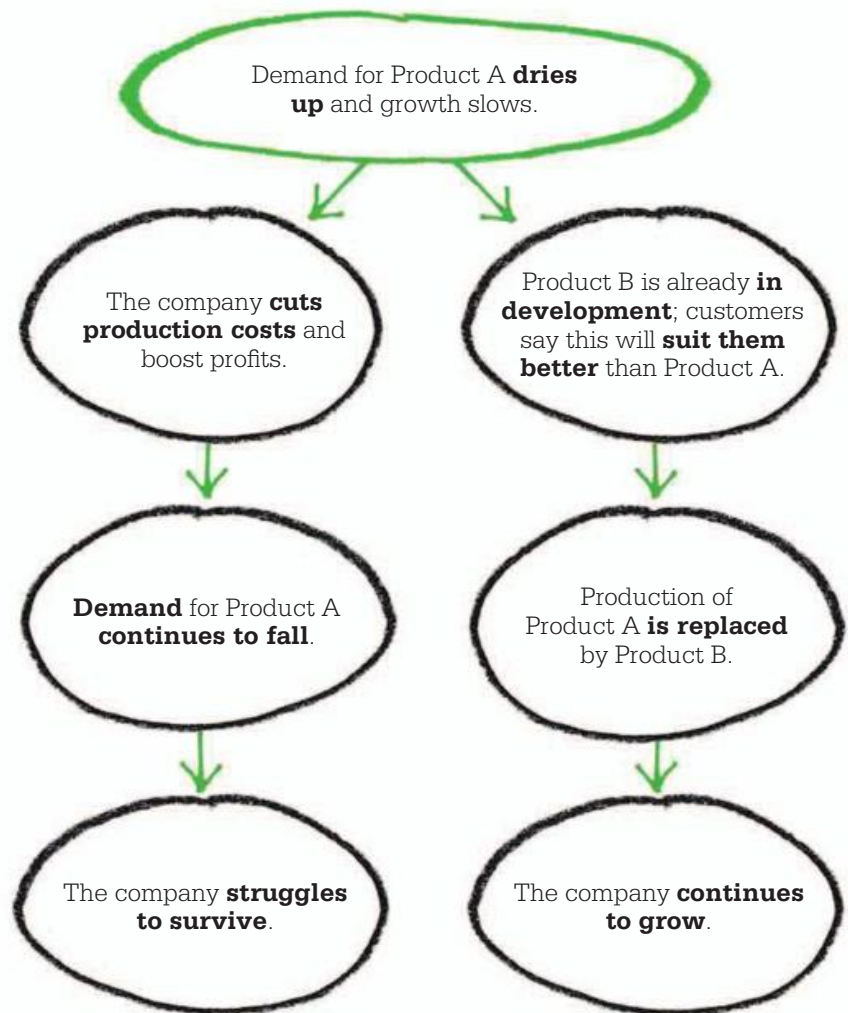 Demand for Product A dries
up and growth slows.
The company cuts
production costs and
boost profits.
Product B is already in
development; customers
say this will suit them
better than Product A.
Demand for Product A
continues to fall.
Production of
Product A is replaced
by Product B.
The company struggles
to survive.
The company continues
to grow.